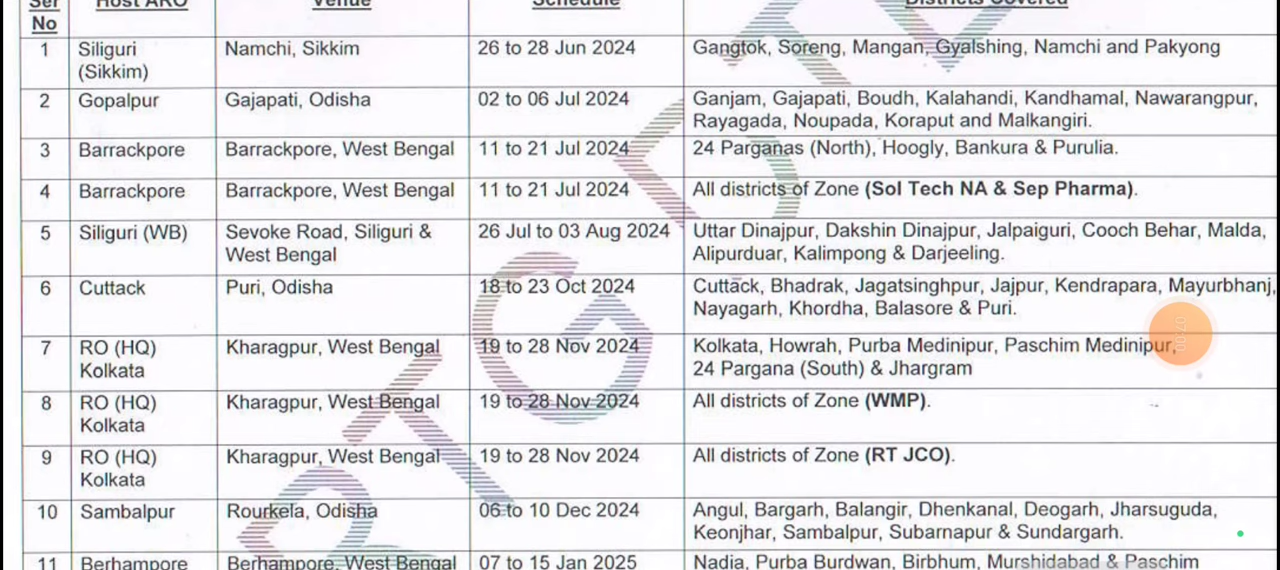 Ser No
Host ARO
Venue
Schedule
Districts Covered
1
Siliguri
(Sikkim)
Namchi, Sikkim
26 to 28 Jun 2024
Gangtok, Soreng, Mangan, Gyalshing, Namchi and Pakyong
2
Gopalpur
Gajapati, Odisha
02 to 06 Jul 2024
Ganjam, Gajapati, Boudh, Kalahandi, Kandhamal, Nawarangpur,
Rayagada, Noupada, Koraput and Malkangiri.
3
Barrackpore
Barrackpore, West Bengal
11 to 21 Jul 2024
24 Parganas (North), Hoogly, Bankura & Purulia.
4
Barrackpore
Barrackpore, West Bengal
11 to 21 Jul 2024
All districts of Zone (Sol Tech NA & Sep Pharma).
5
Siliguri (WB)
Sevoke Road, Siliguri &
West Bengal
26 Jul to 03 Aug 2024
Uttar Dinajpur, Dakshin Dinajpur, Jalpaiguri, Cooch Behar, Malda,
Alipurduar, Kalimpong & Darjeeling.
6
Cuttack
Puri, Odisha
18 to 23 Oct 2024
Cuttack, Bhadrak, Jagatsinghpur, Jajpur, Kendrapara, Mayurbhanj,
Nayagarh, Khordha, Balasore & Puri.
7
RO (HQ)
Kolkata
Kharagpur, West Bengal
19 to 28 Nov 2024
Kolkata, Howrah, Purba Medinipur, Paschim Medinipur,
24 Pargana (South) & Jhargram
8
RO (HQ)
Kolkata
Kharagpur, West Bengal
19 to 28 Nov 2024
All districts of Zone (WMP).
9
RO (HQ)
Kolkata
Kharagpur, West Bengal
19 to 28 Nov 2024
All districts of Zone (RT JCO).
10
Sambalpur
Rourkela, Odisha
06 to 10 Dec 2024
Angul, Bargarh, Balangir, Dhenkanal, Deogarh, Jharsuguda,
Keonjhar, Sambalpur, Subarnapur & Sundargarh.
11
Berhampore
Berhampore, West Bengal
07 to 15 Jan 2025
Nadia, Purba Burdwan, Birbhum, Murshidabad & Paschim